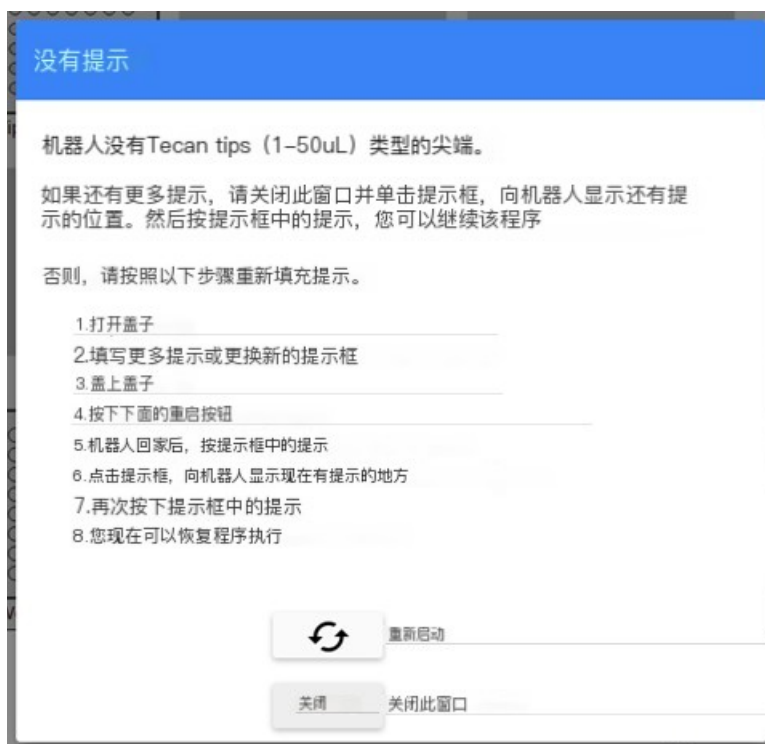 没有提示
机器人没有Tecan tips（1-50uL）类型的尖端。
如果还有更多提示，请关闭此窗口并单击提示框，向机器人显示还有提
示的位置。然后按提示框中的提示，您可以继续该程序
否则，请按照以下步骤重新填充提示。
1.打开盖子
2.填写更多提示或更换新的提示框
3.盖上盖子
4.按下下面的重启按钮
5.机器人回家后，按提示框中的提示
6.点击提示框，向机器人显示现在有提示的地方
7.再次按下提示框中的提示
8.您现在可以恢复程序执行
重新启动
关闭 关闭此窗口